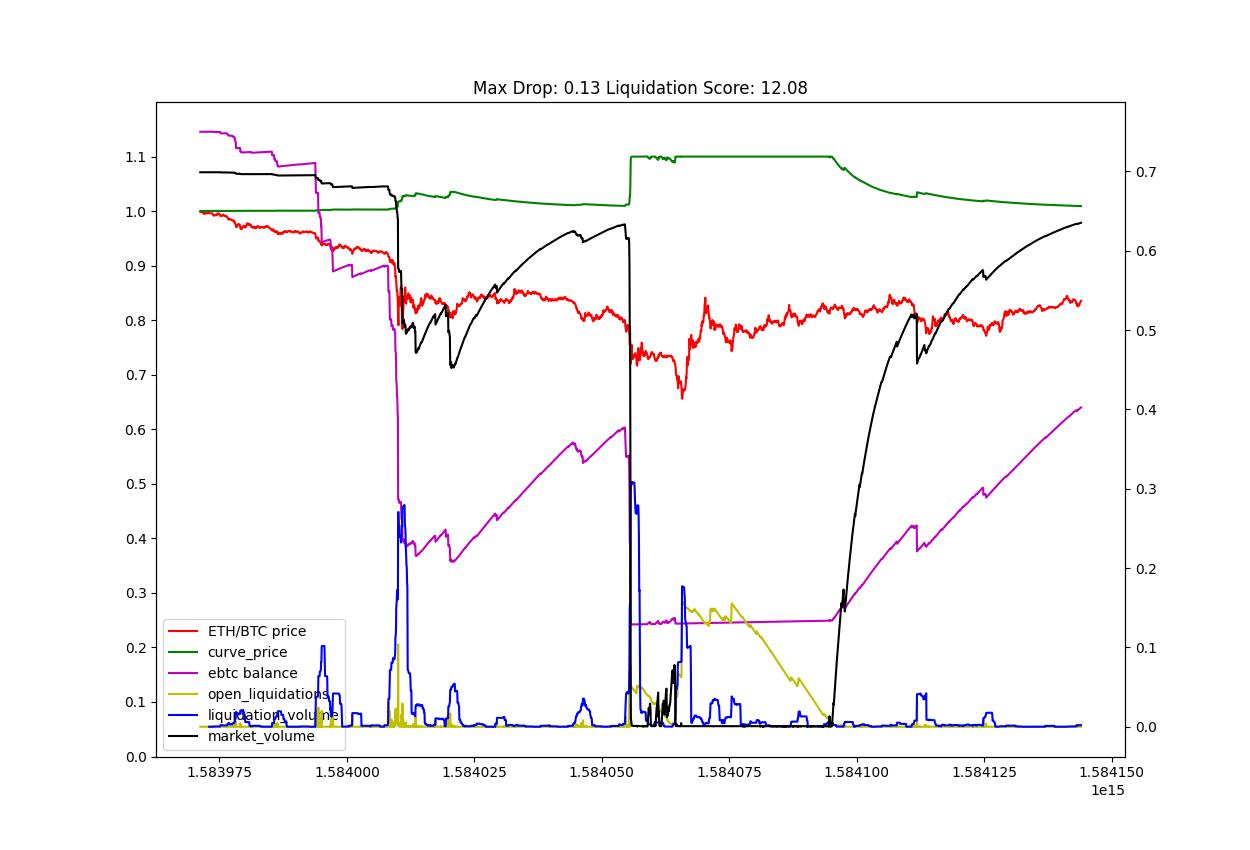 Max Drop: 0.13 Liquidation Score: 12.08
1.1
1.0
0.9
0.8
0.7
0.6
0.5
0.4
0.3
0.2
0.1
0.0
0.7
0.6
0.5
0.4
0.3
0.2
0.1
0.0
ETH/BTC price
curve_price
ebtc balance
open_liquidations
liquidation_volume
market_volume
1.583975 1.584000 1.584025 1.584050 1.584075 1.584100 1.584125 1.584150
1e15